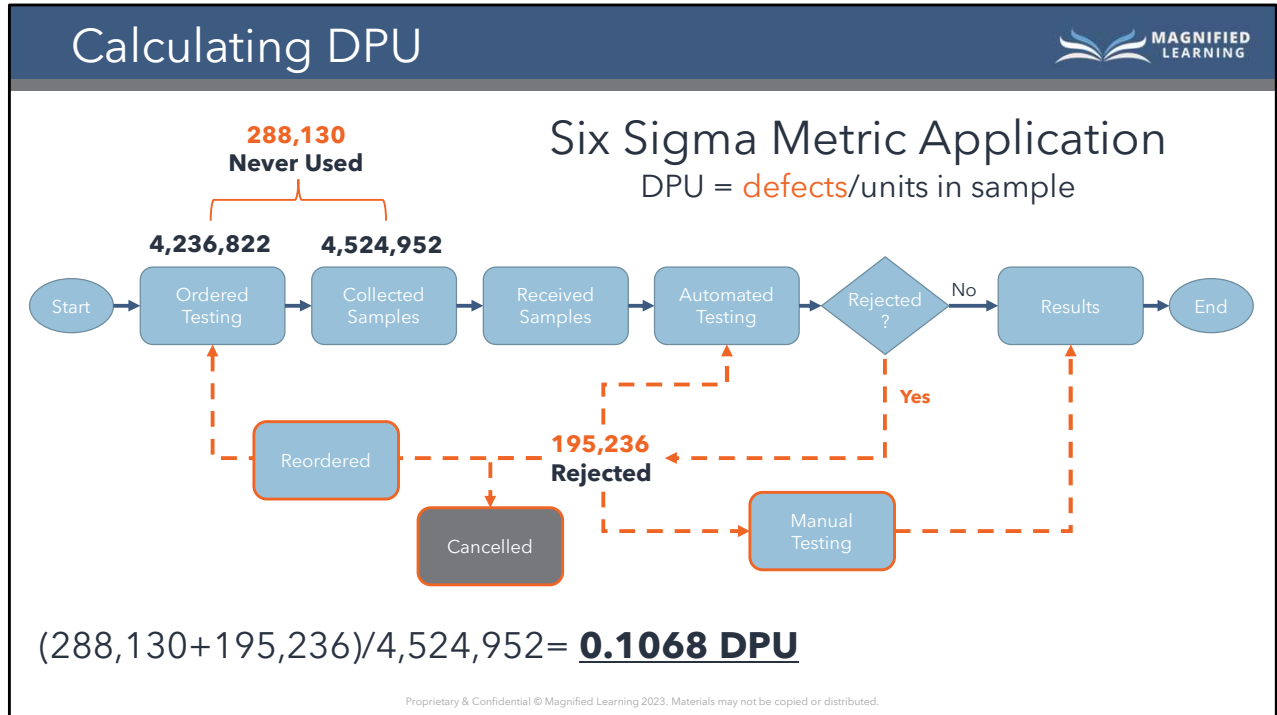 Calculating DPU
MAGNIFIED
LEARNING
288,130
Never Used
Six Sigma Metric Application
DPU = defects/units in sample
4,236,822
4,524,952
Start
Ordered
Testing
Collected
Samples
Received
Samples
Automated
Testing
Rejected
?
No
Results
End
Yes
Reordered
195,236
Rejected
Cancelled
Manual
Testing
(288,130+195,236)/4,524,952= 0.1068 DPU
Proprietary & Confidential © Magnified Learning 2023. Materials may not be copied or distributed.